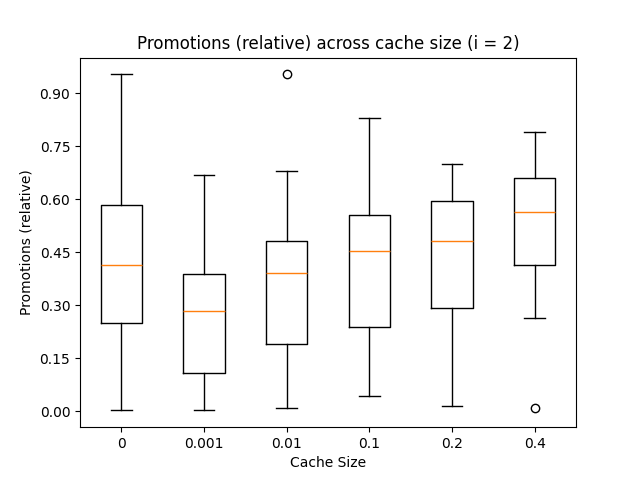 Promotions (relative) across cache size (i = 2)
Promotions (relative)
0.90
0.75
0.60
0.45
0.30
0.15
0.00
0 0.001 0.01 0.1 0.2 0.4
Cache Size